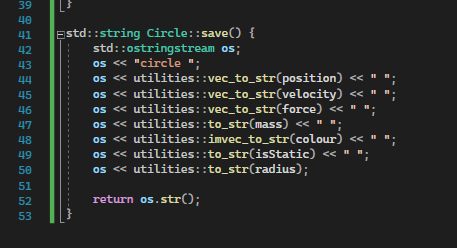 39 }
40
41 std::string Circle::save() {
42 std::ostringstream os;
43 os << "circle ";
44 os << utilities::vec_to_str(position) << " ";
45 os << utilities::vec_to_str(velocity) << " ";
46 os << utilities::vec_to_str(force) << " ";
47 os << utilities::to_str(mass) << " ";
48 os << utilities::imvec_to_str(colour) << " ";
49 os << utilities::to_str(isStatic) << " ";
50 os << utilities::to_str(radius);
51
52 return os.str();
53 }